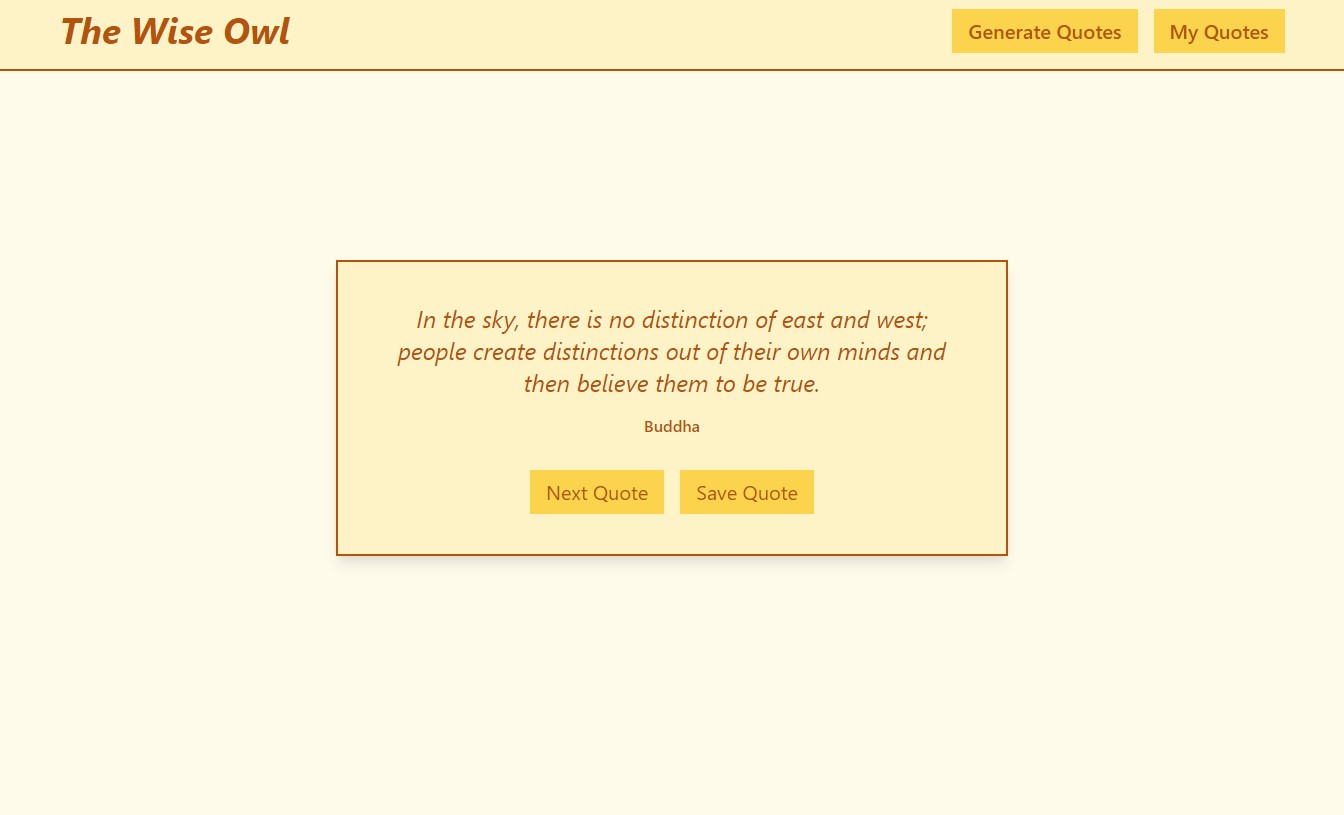 The Wise Owl
Generate Quotes
My Quotes
In the sky, there is no distinction of east and west;
people create distinctions out of their own minds and
then believe them to be true.
Buddha
Next Quote
Save Quote